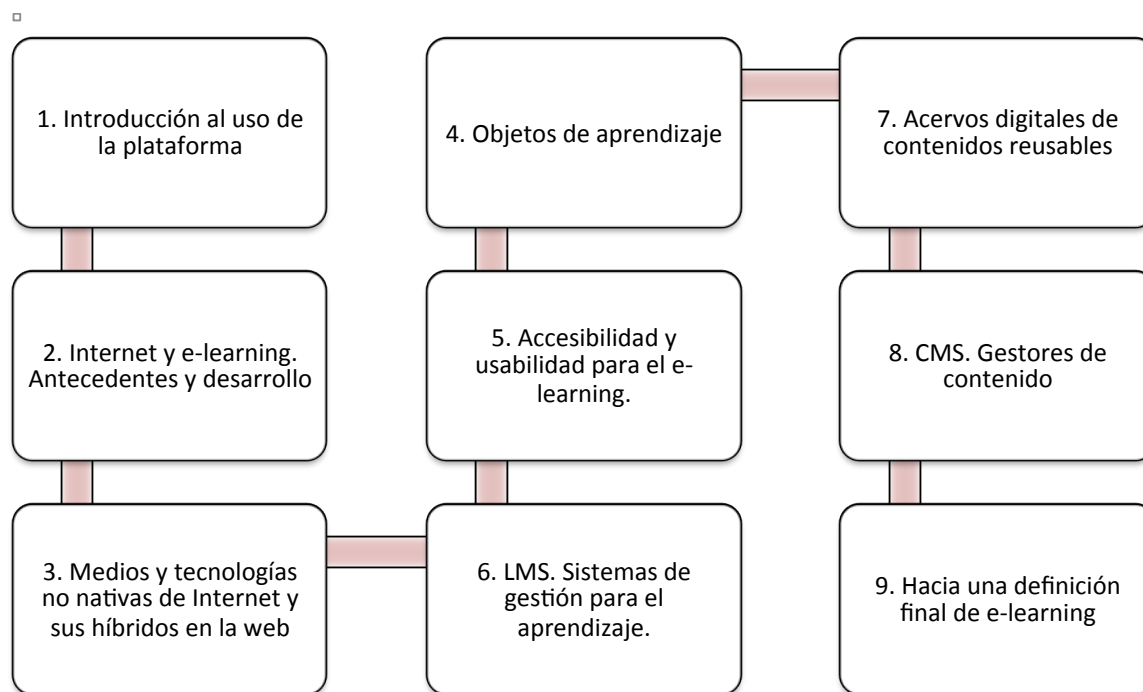 1. Introducción al uso de
la plataforma
2. Internet y e-learning.
Antecedentes y desarrollo
3. Medios y tecnologías
no nativas de Internet y
sus híbridos en la web
4. Objetos de aprendizaje
5. Accesibilidad y
usabilidad para el e-
learning.
6. LMS. Sistemas de
gestión para el
aprendizaje.
7. Acervos digitales de
contenidos reusables
8. CMS. Gestores de
contenido
9. Hacia una definición
final de e-learning